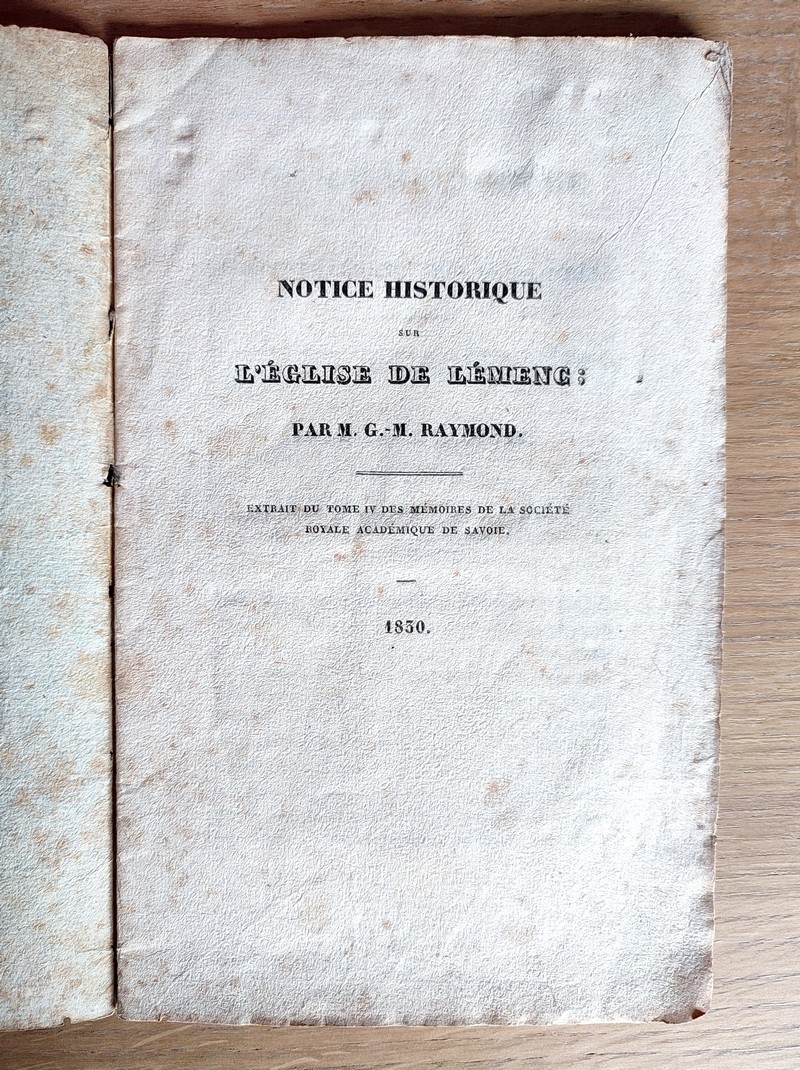 NOTICE HISTORIQUE
SUR
L'ÉGLISE DE LÉMENC;
PAR M. G.-M. RAYMOND.
EXTRAIT DU TOME IV DES MÉMOIRES DE LA SOCIÉTÉ
ROYALE ACADÉMIQUE DE SAVOIE.
1830.